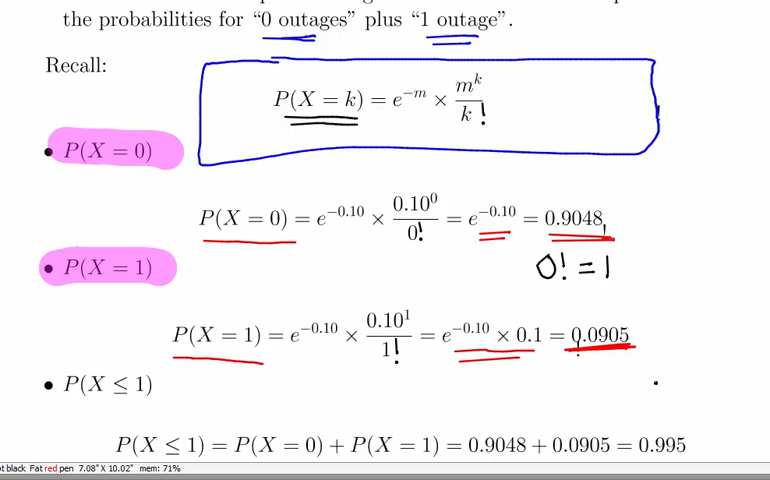 the probabilities for “0 outages” plus “1 outage”.
Recall:
P(X = k) = e^{−m} × m^k / k!
• P(X = 0)
P(X = 0) = e^{−0.10} × 0.10^0 / 0! = e^{−0.10} = 0.9048
0! = 1
• P(X = 1)
P(X = 1) = e^{−0.10} × 0.10^1 / 1! = e^{−0.10} × 0.1 = 0.0905
• P(X ≤ 1)
P(X ≤ 1) = P(X = 0) + P(X = 1) = 0.9048 + 0.0905 = 0.995
black Fat red pen 7.08" X 10.02" mem: 71%